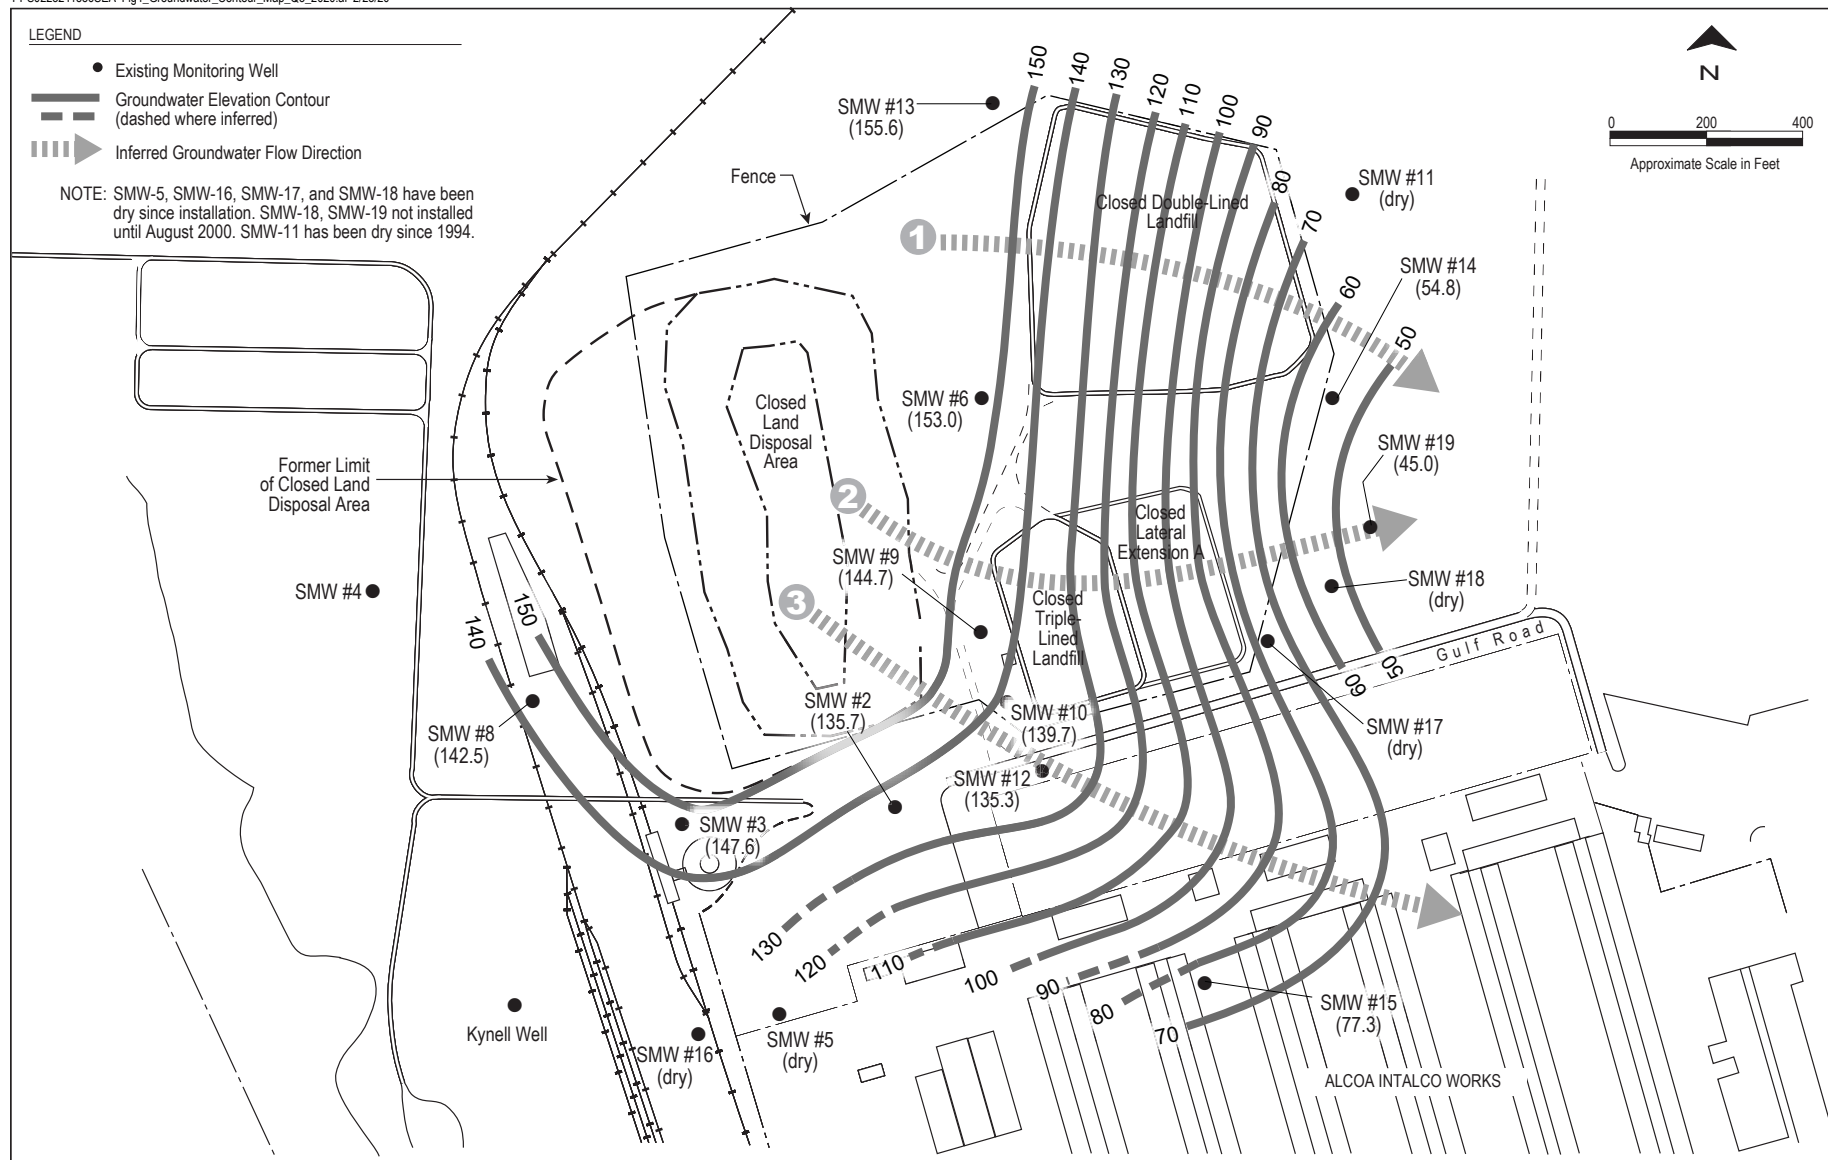 LEGEND
Existing Monitoring Well
Groundwater Elevation Contour
(dashed where inferred)
Inferred Groundwater Flow Direction
NOTE: SMW-5, SMW-16, SMW-17, and SMW-18 have been
dry since installation. SMW-18, SMW-19 not installed
until August 2000. SMW-11 has been dry since 1994.
N
0 200 400
Approximate Scale in Feet
150
140
130
120
110
100
90
80
70
60
50
SMW #13
(155.6)
Fence
SMW #11
(dry)
Closed Double-Lined
Landfill
1
SMW #14
(54.8)
SMW #6
(153.0)
Closed
Land
Disposal
Area
SMW #19
(45.0)
Former Limit
of Closed Land
Disposal Area
2
Closed
Lateral
Extension A
SMW #9
(144.7)
SMW #4
3
Closed
Triple-
Lined
Landfill
SMW #18
(dry)
140
150
Gulf Road
50
60
SMW #2
(135.7)
SMW #10
(139.7)
SMW #17
(dry)
SMW #8
(142.5)
SMW #12
(135.3)
SMW #3
(147.6)
130
120
110
100
90
80
70
SMW #15
(77.3)
Kynell Well
SMW #16
(dry)
SMW #5
(dry)
ALCOA INTALCO WORKS